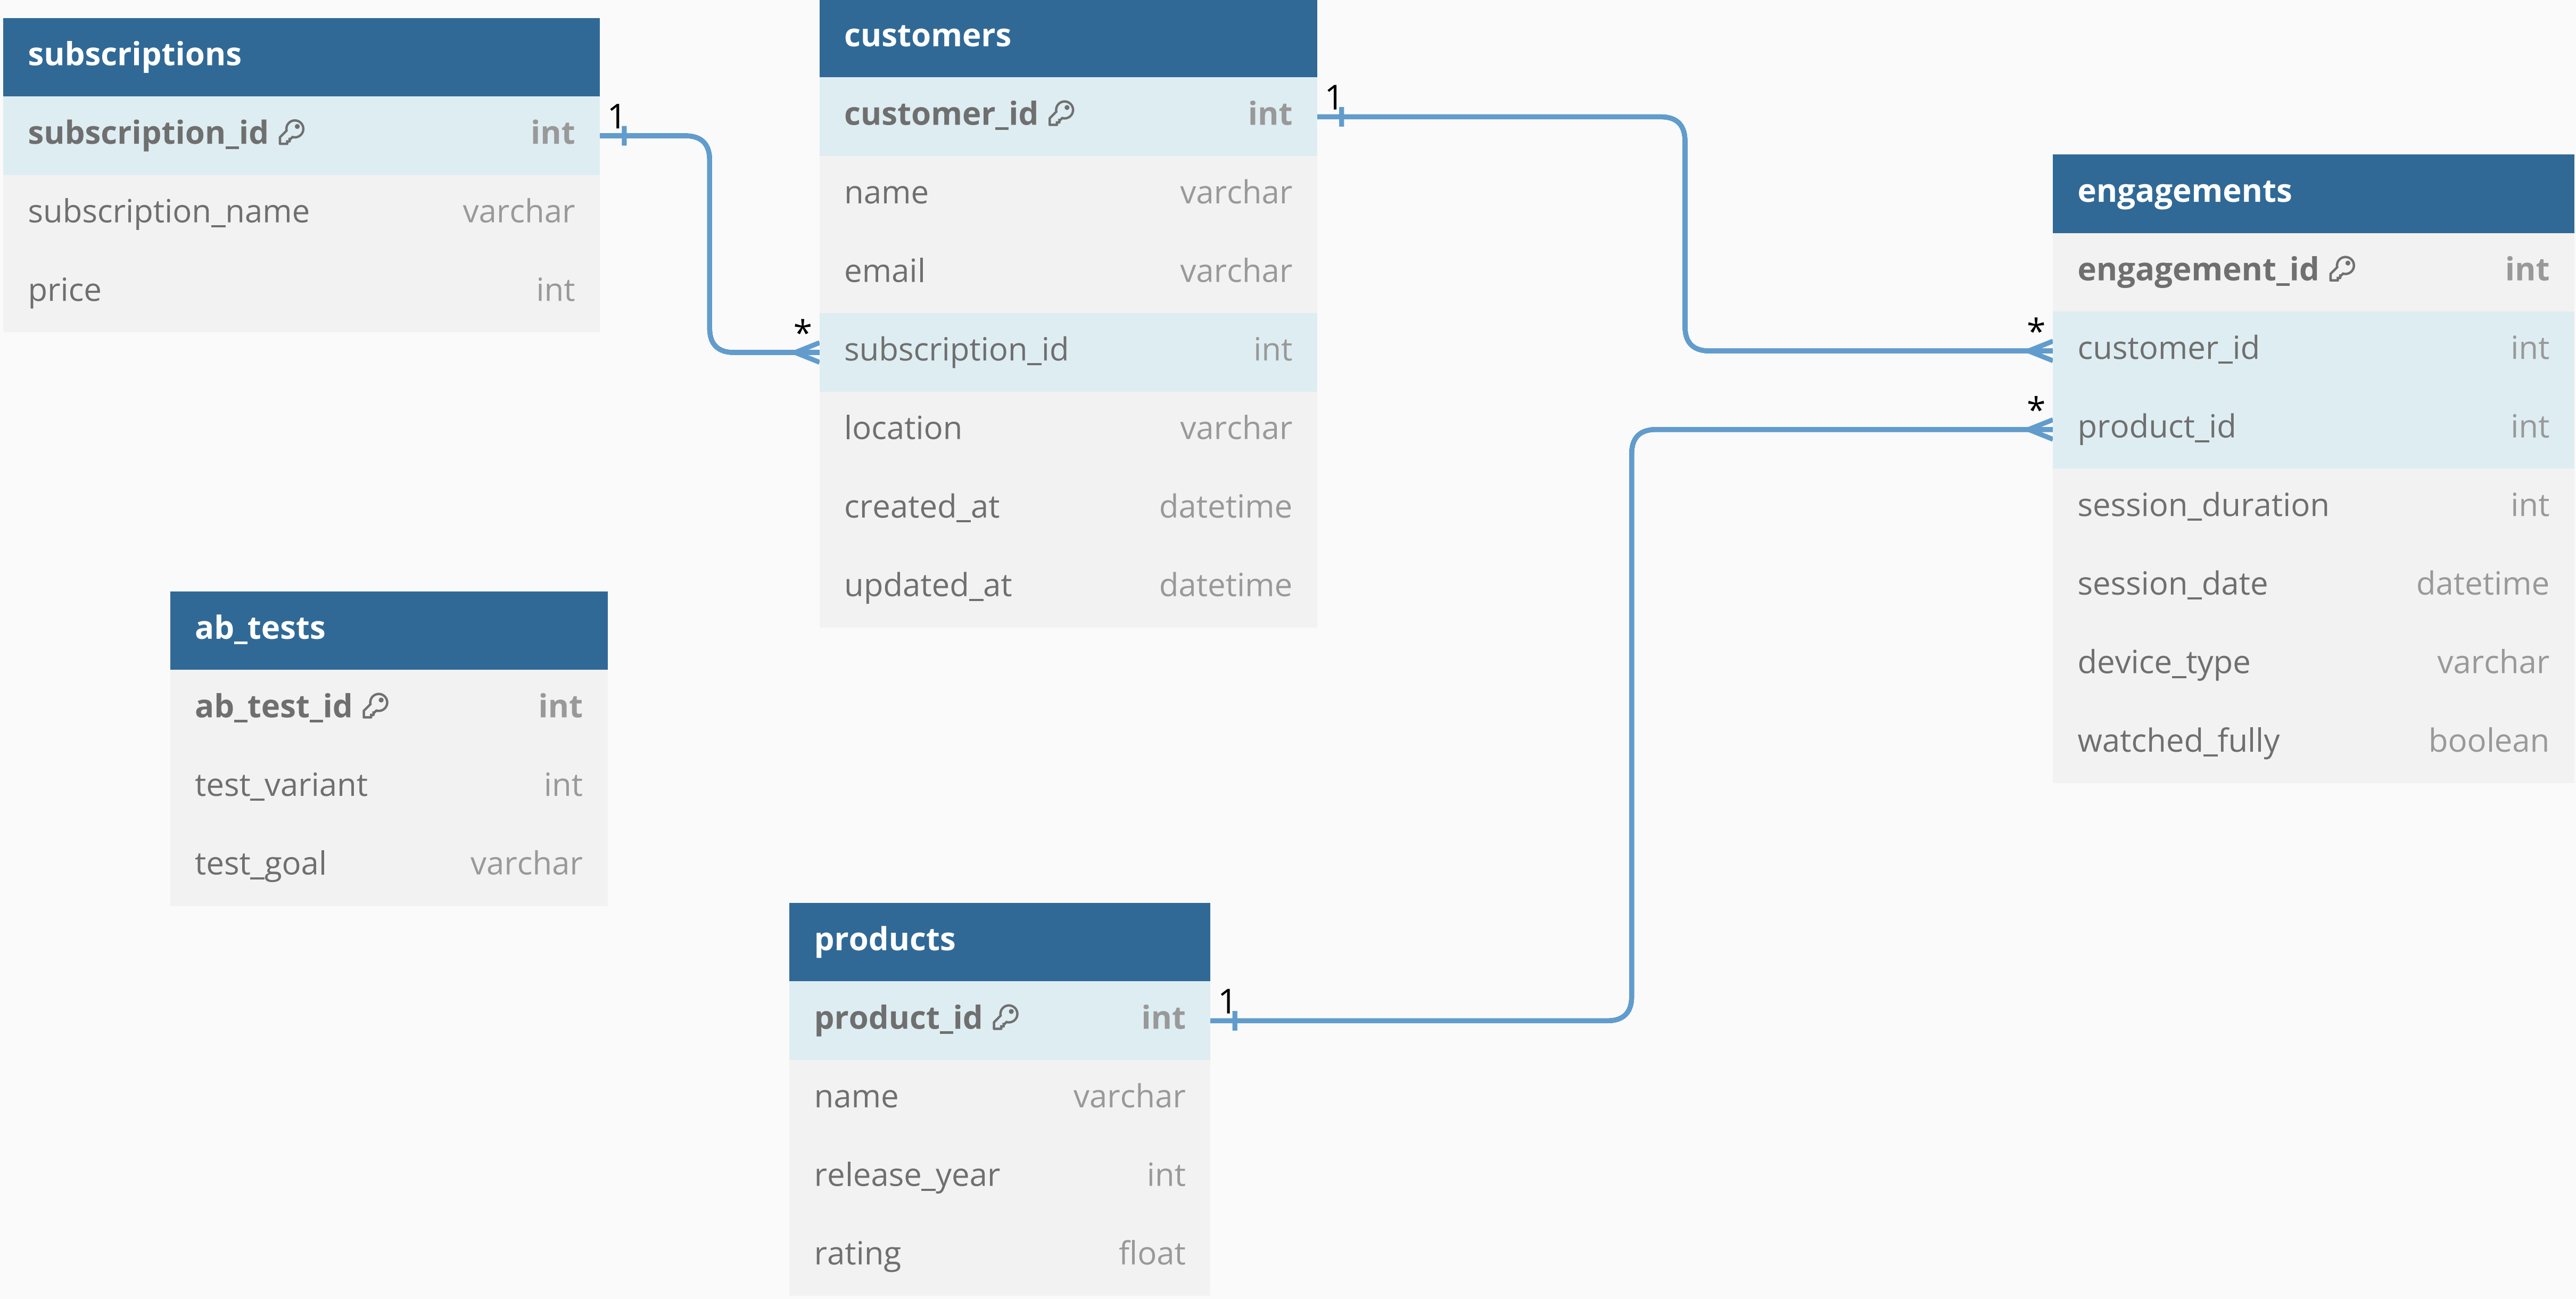 subscriptions
subscription_id int
subscription_name varchar
price int
1
*
customers
customer_id int
name varchar
email varchar
subscription_id int
location varchar
created_at datetime
updated_at datetime
1
*
*
engagements
engagement_id int
customer_id int
product_id int
session_duration int
session_date datetime
device_type varchar
watched_fully boolean
ab_tests
ab_test_id int
test_variant int
test_goal varchar
products
product_id int
name varchar
release_year int
rating float
1